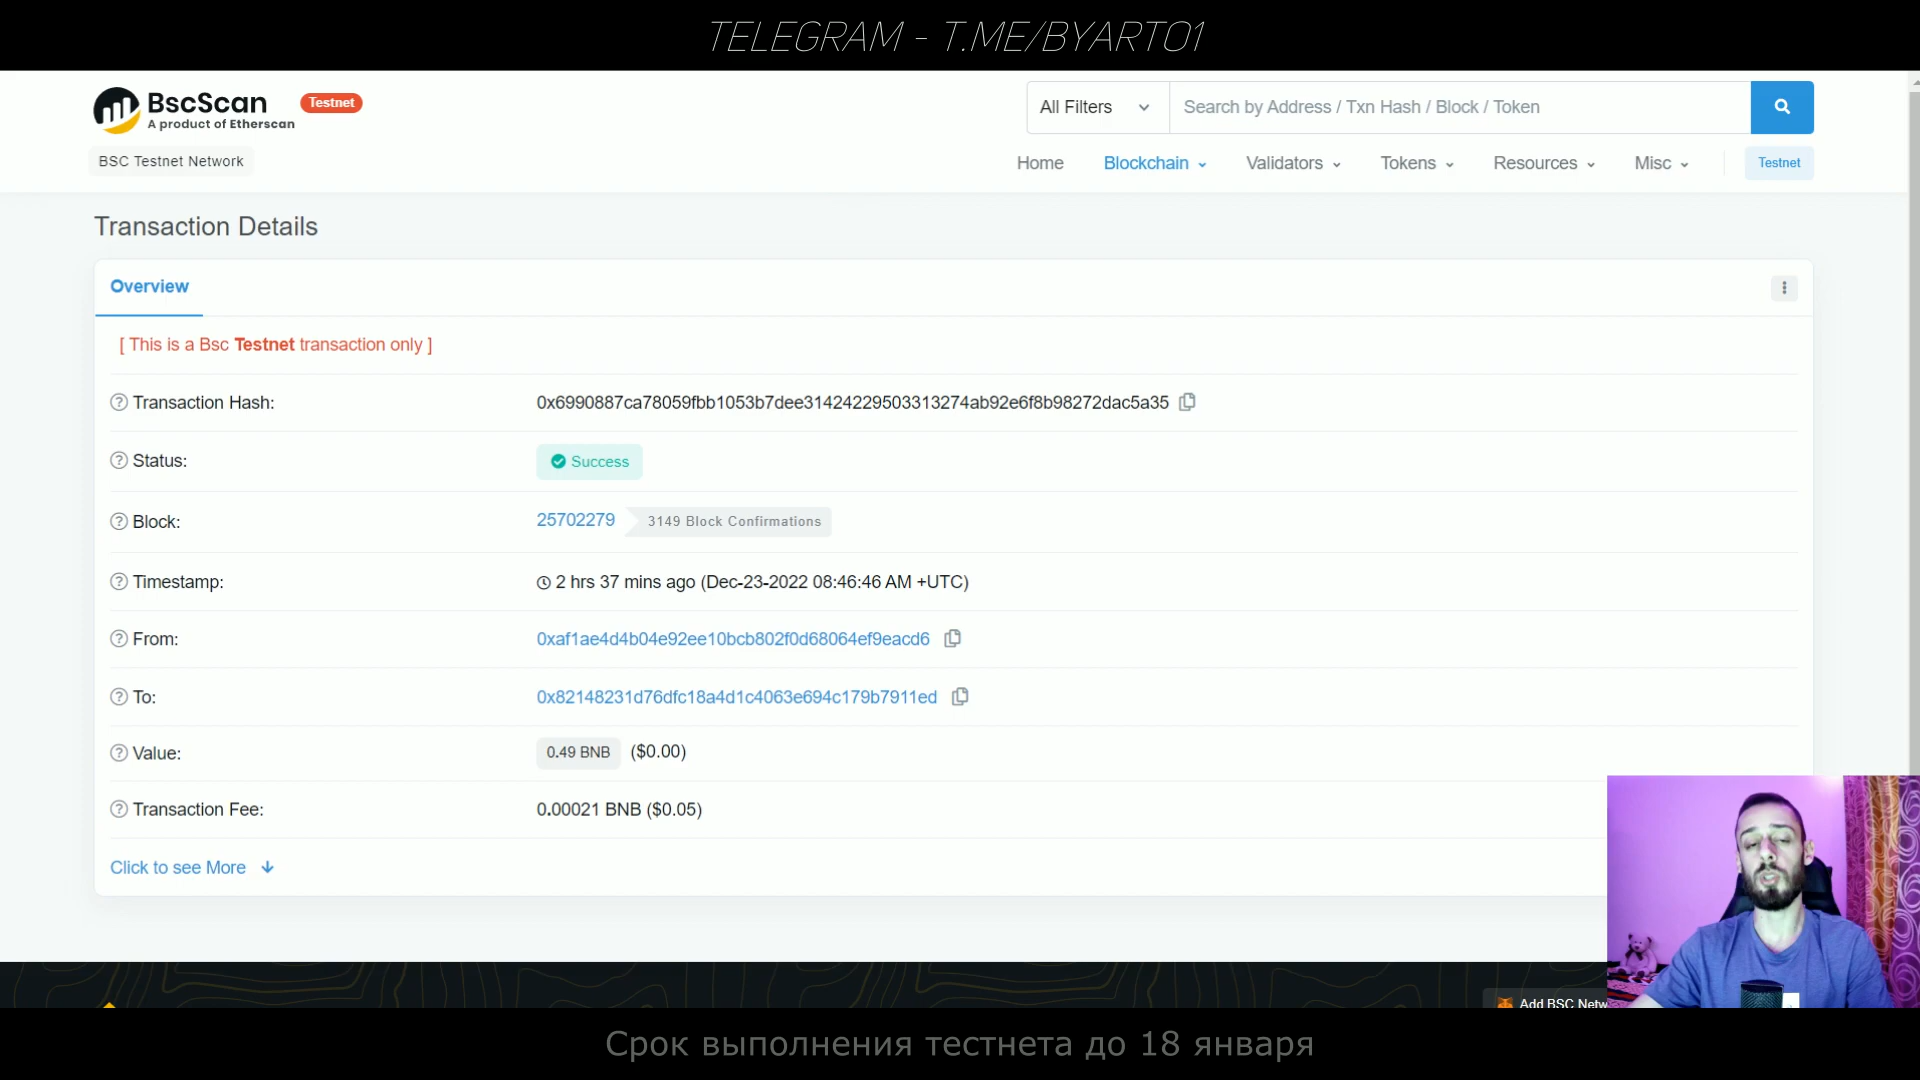 TELEGRAM - T.ME/BYARTO1
BscScan
A product of Etherscan
Testnet
BSC Testnet Network
All Filters
Search by Address / Txn Hash / Block / Token
Home Blockchain Validators Tokens Resources Misc Testnet
Transaction Details
Overview
[ This is a Bsc Testnet transaction only ]
Transaction Hash: 0x6990887ca78059fbb1053b7dee31424229503313274ab92e6f8b98272dac5a35
Status: Success
Block: 25702279 3149 Block Confirmations
Timestamp: 2 hrs 37 mins ago (Dec-23-2022 08:46:46 AM +UTC)
From: 0xaf1ae4d4b04e92ee10bcb802f0d68064ef9eacd6
To: 0x82148231d76dfc18a4d1c4063e694c179b7911ed
Value: 0.49 BNB ($0.00)
Transaction Fee: 0.00021 BNB ($0.05)
Click to see More
Add BSC Netw
Срок выполнения тестнета до 18 января